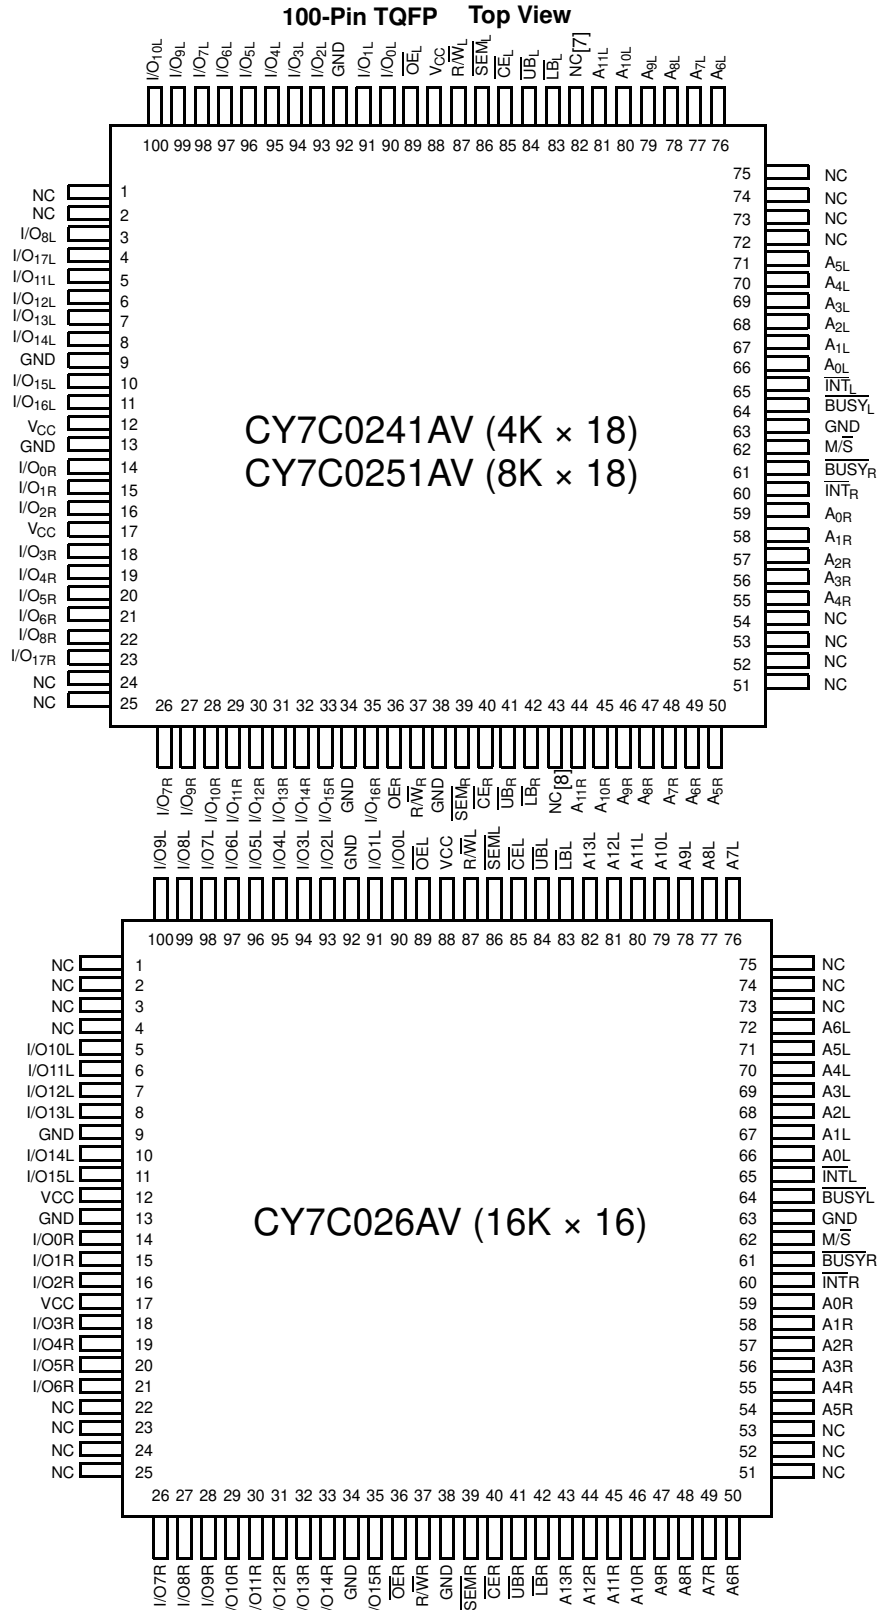 100-Pin TQFP Top View
I/O10L I/O9L I/O7L I/O6L I/O5L I/O4L I/O3L I/O2L GND I/O1L I/O0L OEL VCC R/WL SEML CEL UBL LBL NC[7] A11L A10L A9L A8L A7L A6L
100 99 98 97 96 95 94 93 92 91 90 89 88 87 86 85 84 83 82 81 80 79 78 77 76
75 NC
NC 1 74 NC
NC 2 73 NC
I/O8L 3 72 NC
I/O17L 4 71 A5L
I/O11L 5 70 A4L
I/O12L 6 69 A3L
I/O13L 7 68 A2L
I/O14L 8 67 A1L
GND 9 66 A0L
I/O15L 10 65 INTL
I/O16L 11 64 BUSYL
VCC 12 63 GND
GND 13 62 M/S
CY7C0241AV (4K × 18)
CY7C0251AV (8K × 18)
I/O0R 14 61 BUSYR
I/O1R 15 60 INTR
I/O2R 16 59 A0R
VCC 17 58 A1R
I/O3R 18 57 A2R
I/O4R 19 56 A3R
I/O5R 20 55 A4R
I/O6R 21 54 NC
I/O8R 22 53 NC
I/O17R 23 52 NC
NC 24 51 NC
NC 25
26 27 28 29 30 31 32 33 34 35 36 37 38 39 40 41 42 43 44 45 46 47 48 49 50
I/O7R I/O9R I/O10R I/O11R I/O12R I/O13R I/O14R I/O15R GND I/O16R OER R/WR GND SEMR CER UBR LBR NC[8] A11R A10R A9R A8R A7R A6R A5R
I/O9L I/O8L I/O7L I/O6L I/O5L I/O4L I/O3L I/O2L GND I/O1L I/O0L OEL VCC R/WL SEML CEL UBL LBL A13L A12L A11L A10L A9L A8L A7L
100 99 98 97 96 95 94 93 92 91 90 89 88 87 86 85 84 83 82 81 80 79 78 77 76
NC 1 75 NC
NC 2 74 NC
NC 3 73 NC
NC 4 72 A6L
I/O10L 5 71 A5L
I/O11L 6 70 A4L
I/O12L 7 69 A3L
I/O13L 8 68 A2L
GND 9 67 A1L
I/O14L 10 66 A0L
I/O15L 11 65 INTL
VCC 12 64 BUSYL
GND 13 63 GND
CY7C026AV (16K × 16)
I/O0R 14 62 M/S
I/O1R 15 61 BUSYR
I/O2R 16 60 INTR
VCC 17 59 A0R
I/O3R 18 58 A1R
I/O4R 19 57 A2R
I/O5R 20 56 A3R
I/O6R 21 55 A4R
NC 22 54 A5R
NC 23 53 NC
NC 24 52 NC
NC 25 51 NC
26 27 28 29 30 31 32 33 34 35 36 37 38 39 40 41 42 43 44 45 46 47 48 49 50
I/O7R I/O8R I/O9R I/O10R I/O11R I/O12R I/O13R I/O14R GND I/O15R OER R/WR GND SEMR CER UBR LBR A13R A12R A11R A10R A9R A8R A7R A6R